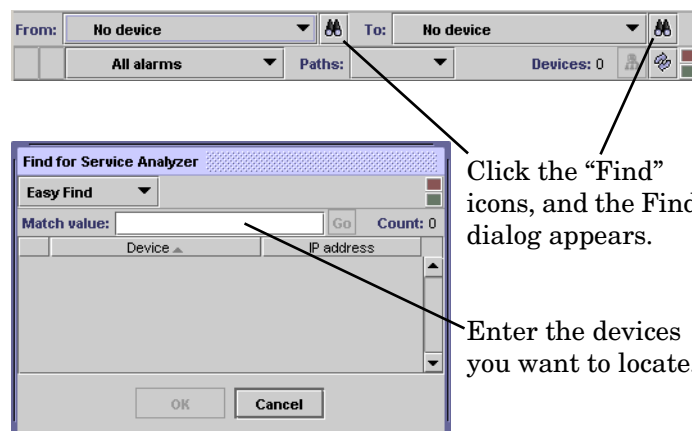 From: No device To: No device
All alarms Paths: Devices: 0
Find for Service Analyzer
Easy Find
Match value: Go Count: 0
Device IP address
OK Cancel
Click the “Find”
icons, and the Find
dialog appears.
Enter the devices
you want to locate.